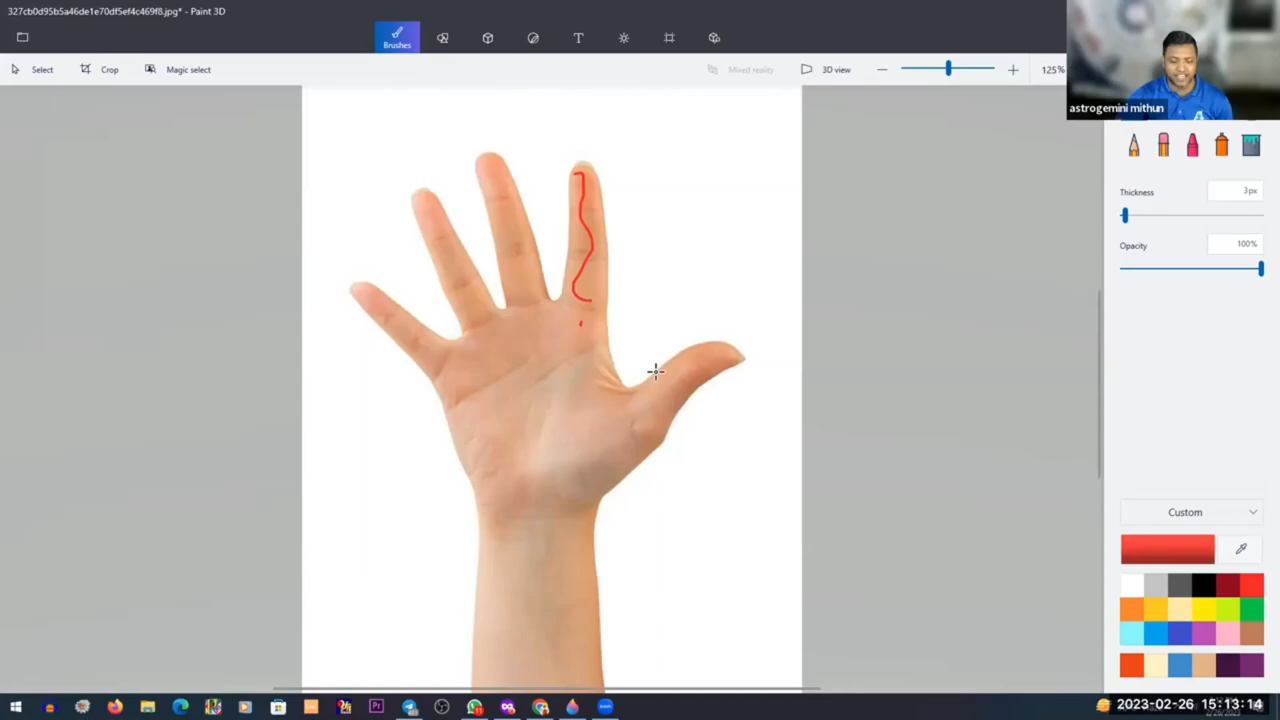 327cb0d95b5a46de1e70df5ef4c469f8.jpg* - Paint 3D
Brushes
Select
Crop
Magic select
Mixed reality
3D view
125%
astrogemini mithun
Thickness
3px
Opacity
100%
Custom
2023-02-26 15:13:14